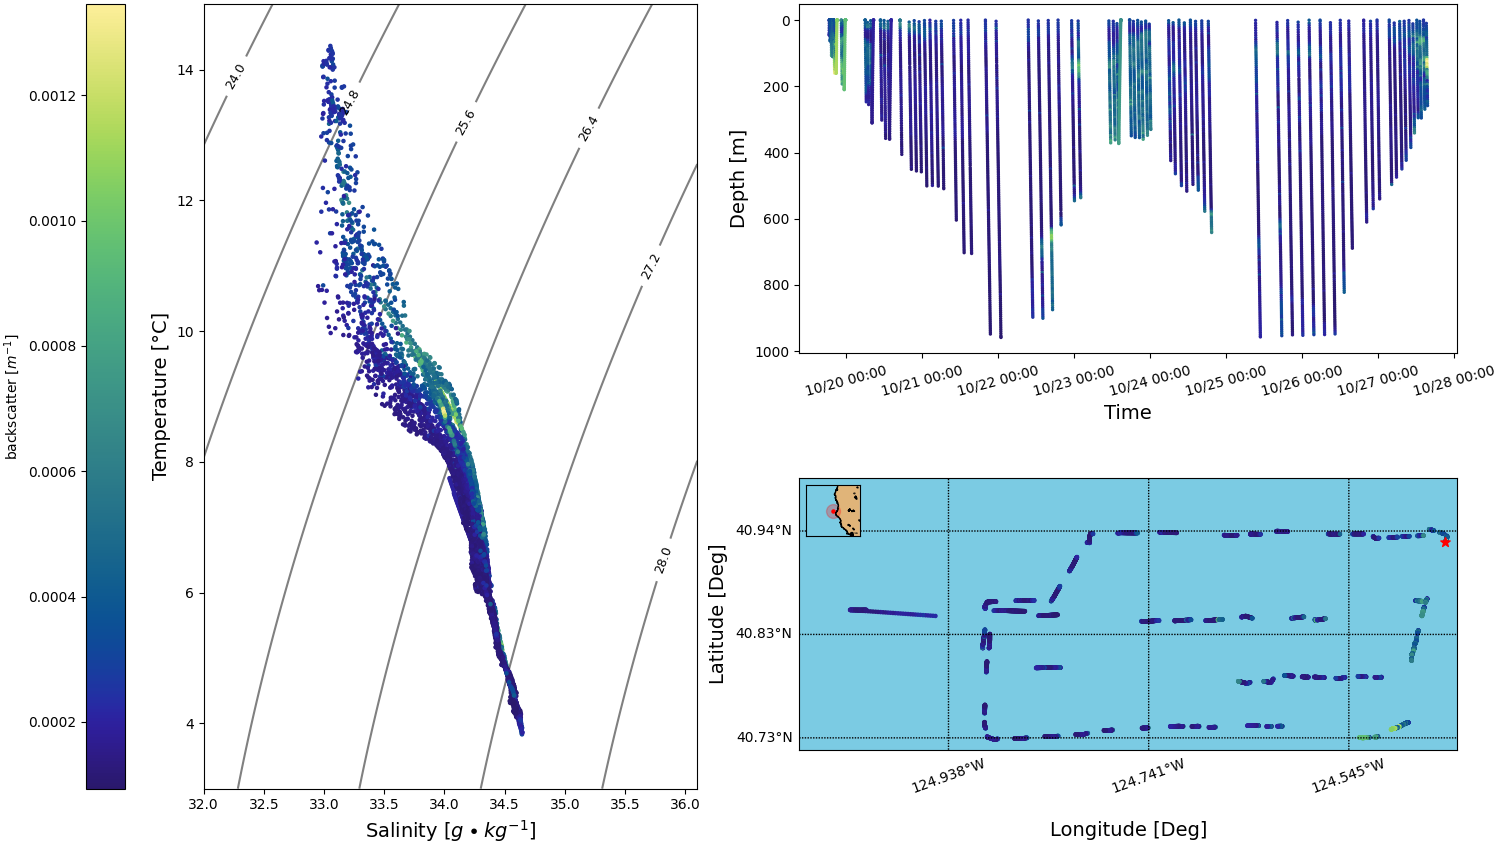 0.0012
0.0010
0.0008
0.0006
0.0004
0.0002
backscatter [m⁻¹]
14
12
10
8
6
4
Temperature [°C]
24.0
24.8
25.6
26.4
27.2
28.0
32.0 32.5 33.0 33.5 34.0 34.5 35.0 35.5 36.0
Salinity [g • kg⁻¹]
0
200
400
600
800
1000
Depth [m]
10/20 00:00 10/21 00:00 10/22 00:00 10/23 00:00 10/24 00:00 10/25 00:00 10/26 00:00 10/27 00:00 10/28 00:00
Time
40.94°N
40.83°N
40.73°N
Latitude [Deg]
124.938°W 124.741°W 124.545°W
Longitude [Deg]